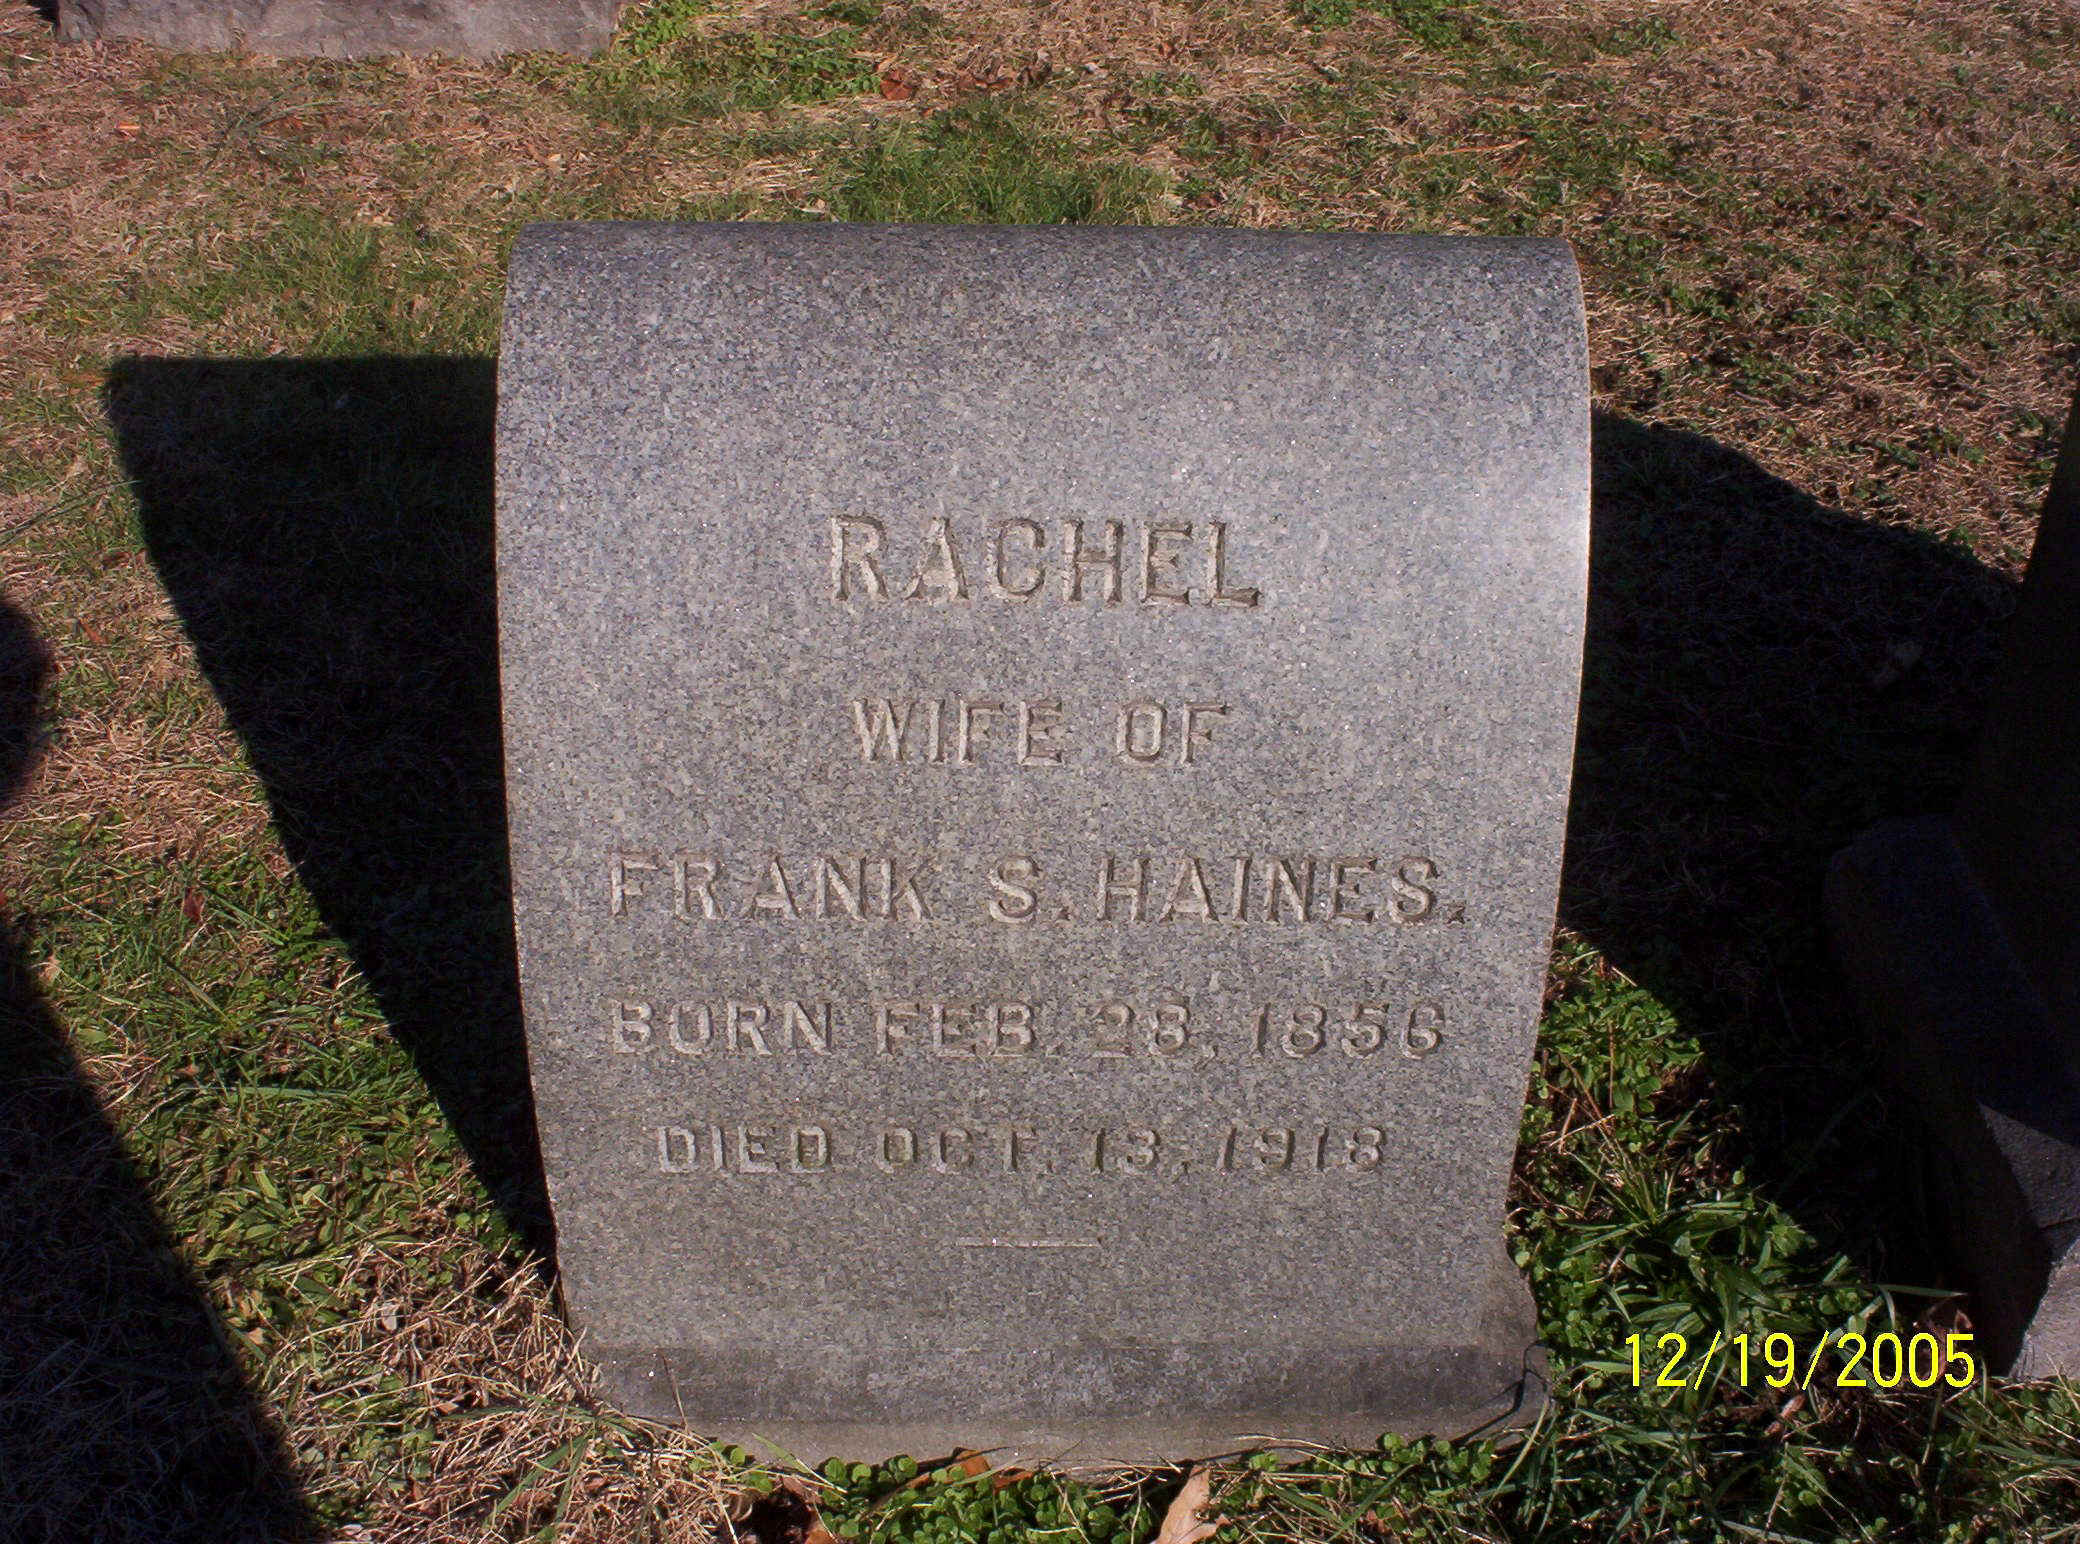 RACHEL
WIFE OF
FRANK S. HAINES.
BORN FEB. 28, 1856
DIED OCT. 13, 1918
12/19/2005